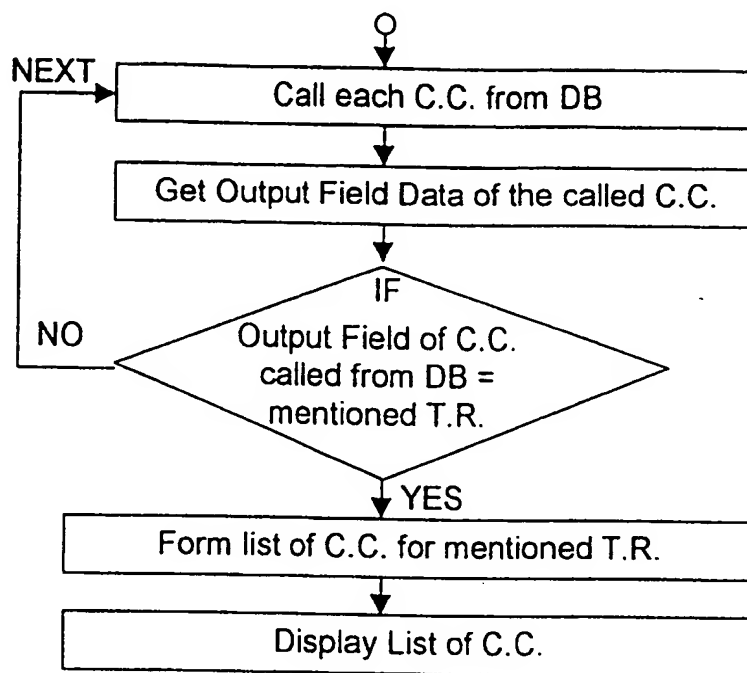 NEXT
Call each C.C. from DB
Get Output Field Data of the called C.C.
IF
NO
Output Field of C.C.
called from DB =
mentioned T.R.
YES
Form list of C.C. for mentioned T.R.
Display List of C.C.